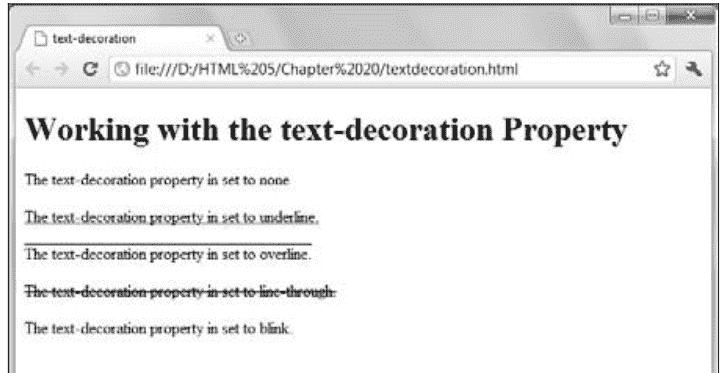 text-decoration
file:///D:/HTML%205/Chapter%2020/textdecoration.html
Working with the text-decoration Property
The text-decoration property in set to none
The text-decoration property in set to underline.
The text-decoration property in set to overline.
The text-decoration property in set to line-through.
The text-decoration property in set to blink.